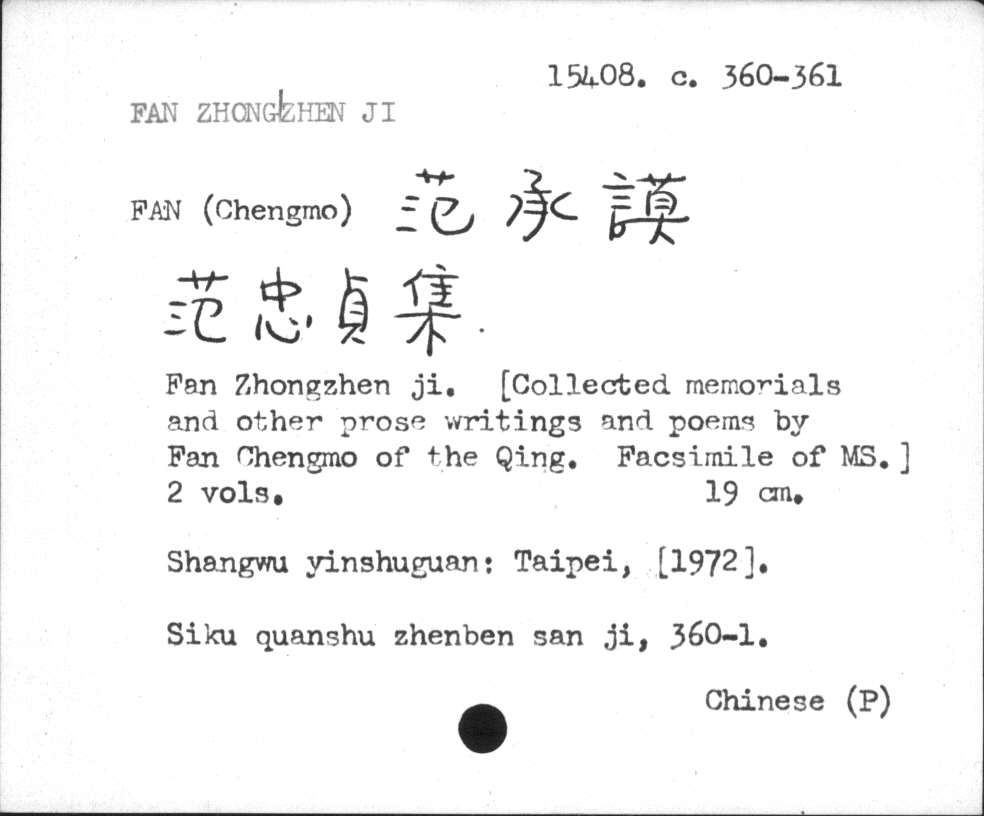 15408. c. 360-361
FAN ZHONGZHEN JI
FAN (Chengmo) 范 承 謨
范 忠 貞 集
Fan Zhongzhen ji. [Collected memorials
and other prose writings and poems by
Fan Chengmo of the Qing. Facsimile of MS.]
2 vols. 19 cm.
Shangwu yinshuguan: Taipei, [1972].
Siku quanshu zhenben san ji, 360-1.
Chinese (P)